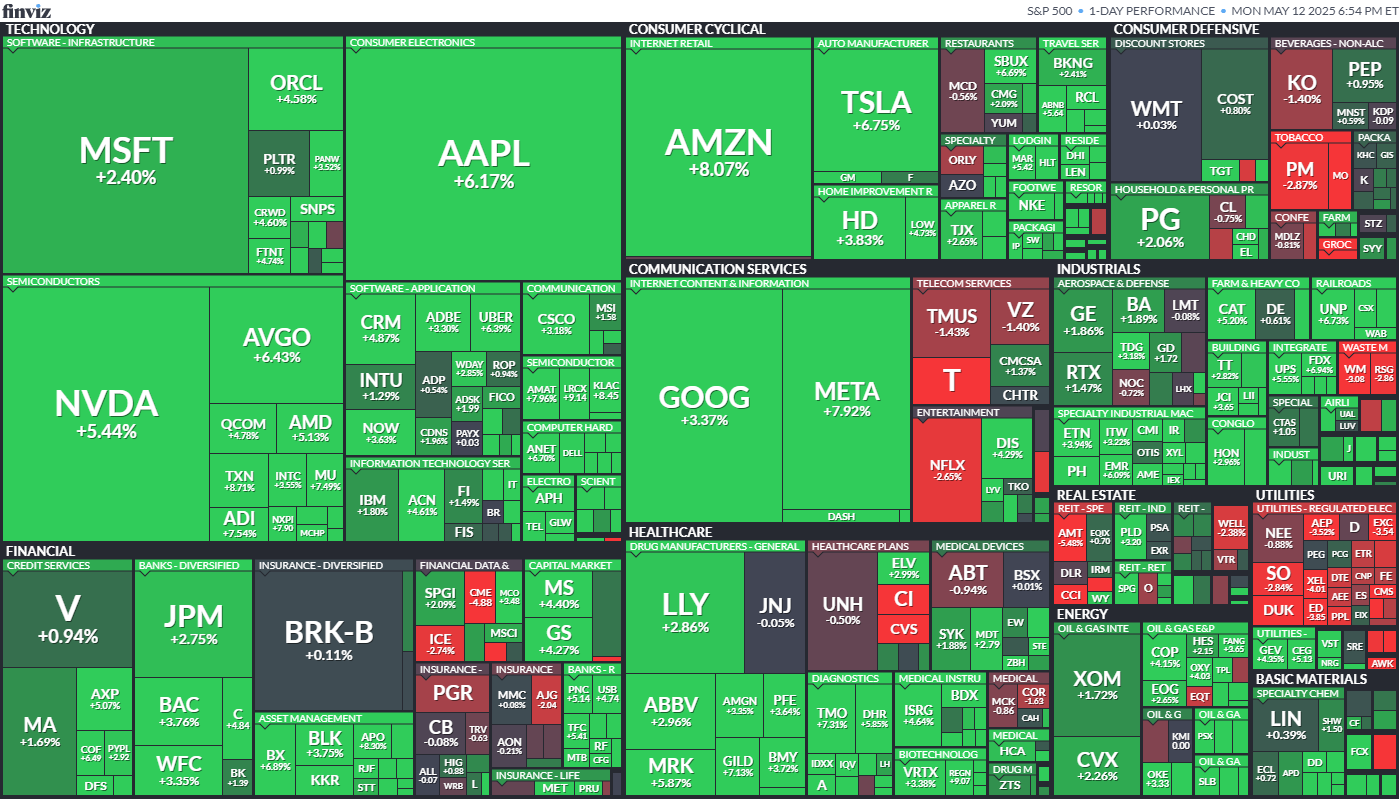 finviz
S&P 500 • 1-DAY PERFORMANCE • MON MAY 12 2025 6:54 PM ET
TECHNOLOGY
SOFTWARE - INFRASTRUCTURE
MSFT
+2.40%
ORCL
+4.58%
PLTR
+0.99%
PANW
+3.52%
CRWD
+4.60%
SNPS
FTNT
+4.74%
CONSUMER ELECTRONICS
AAPL
+6.17%
SEMICONDUCTORS
NVDA
+5.44%
AVGO
+6.43%
QCOM
+4.78%
AMD
+5.13%
TXN
+8.71%
INTC
+3.55%
MU
+7.49%
ADI
+7.54%
NXPI
+7.90
MCHP
SOFTWARE - APPLICATION
CRM
+4.87%
ADBE
+3.30%
UBER
+6.39%
INTU
+1.29%
ADP
+0.54%
WDAY
+2.85%
ROP
+0.94%
ADSK
+1.99
FICO
NOW
+3.63%
CDNS
+1.96%
PAYX
+0.03
INFORMATION TECHNOLOGY SER
IBM
+1.80%
ACN
+4.61%
FI
+1.49%
IT
BR
FIS
COMMUNICATION
CSCO
+3.18%
MSI
+1.58
SEMICONDUCTOR
AMAT
+7.96%
LRCX
+9.14
KLAC
+8.45
COMPUTER HARD
ANET
+6.70%
DELL
ELECTRO
APH
TEL
GLW
SCIENT
CONSUMER CYCLICAL
INTERNET RETAIL
AMZN
+8.07%
AUTO MANUFACTURER
TSLA
+6.75%
GM
F
HOME IMPROVEMENT R
HD
+3.83%
LOW
+4.73%
RESTAURANTS
MCD
-0.56%
SBUX
+6.69%
CMG
+2.09%
YUM
TRAVEL SER
BKNG
+2.41%
ABNB
+5.64
RCL
SPECIALTY
ORLY
AZO
LODGIN
MAR
+5.42
HLT
RESIDE
DHI
LEN
APPAREL R
TJX
+2.65%
FOOTWE
NKE
RESOR
PACKAGI
IP
SW
CONSUMER DEFENSIVE
DISCOUNT STORES
WMT
+0.03%
COST
+0.80%
TGT
BEVERAGES - NON-ALC
KO
-1.40%
PEP
+0.95%
MNST
+0.59%
KDP
-0.09
TOBACCO
PM
-2.87%
MO
PACKA
KHC
GIS
K
HOUSEHOLD & PERSONAL PR
PG
+2.06%
CL
-0.75%
CHD
EL
CONFE
MDLZ
-0.81%
FARM
GROC
STZ
SYY
COMMUNICATION SERVICES
INTERNET CONTENT & INFORMATION
GOOG
+3.37%
META
+7.92%
DASH
TELECOM SERVICES
TMUS
-1.43%
VZ
-1.40%
T
CMCSA
+1.37%
CHTR
ENTERTAINMENT
NFLX
-2.65%
DIS
+4.29%
LYV
TKO
INDUSTRIALS
AEROSPACE & DEFENSE
GE
+1.86%
BA
+1.89%
LMT
-0.08%
RTX
+1.47%
TDG
+3.18%
GD
+1.72
NOC
-0.72%
LHX
FARM & HEAVY CO
CAT
+5.20%
DE
+0.61%
RAILROADS
UNP
+6.73%
CSX
WAB
BUILDING
TT
+2.82%
JCI
+3.65
LII
INTEGRATE
UPS
+5.55%
FDX
+6.94%
WASTE M
WM
-3.08
RSG
-2.86
SPECIALTY INDUSTRIAL MAC
ETN
+3.94%
ITW
+3.22%
CMI
IR
PH
EMR
+6.09%
OTIS
XYL
AME
IEX
CONGLO
HON
+2.96%
SPECIAL
CTAS
+1.05
AIRLI
UAL
LUV
INDUST
J
URI
REAL ESTATE
REIT - SPE
AMT
-5.48%
EQIX
+0.70
DLR
IRM
CCI
WY
REIT - IND
PLD
+3.20
PSA
EXR
REIT -
WELL
-2.38%
VTR
REIT - RET
SPG
O
UTILITIES
UTILITIES - REGULATED ELEC
NEE
-0.88%
AEP
-3.52%
D
EXC
-3.54
PEG
PCG
ETR
SO
-2.84%
XEL
-4.01
DTE
CNP
FE
AEE
ES
CMS
DUK
ED
-3.85
PPL
EIX
UTILITIES -
GEV
+4.35%
CEG
+5.13
VST
NRG
SRE
AWK
FINANCIAL
CREDIT SERVICES
V
+0.94%
MA
+1.69%
AXP
+5.07%
COF
+6.49
PYPL
+2.92
DFS
BANKS - DIVERSIFIED
JPM
+2.75%
BAC
+3.76%
C
+4.84
WFC
+3.35%
BK
+1.39
INSURANCE - DIVERSIFIED
BRK-B
+0.11%
ASSET MANAGEMENT
BX
+6.89%
BLK
+3.75%
APO
+8.30%
KKR
RJF
STT
FINANCIAL DATA &
SPGI
+2.09%
CME
-4.88
MCO
+3.48
ICE
-2.74%
MSCI
CAPITAL MARKET
MS
+4.40%
GS
+4.27%
INSURANCE -
PGR
CB
-0.08%
TRV
-0.63
ALL
-0.07
HIG
+0.88
WRB
L
INSURANCE
MMC
+0.08%
AJG
-2.04
AON
-0.21%
BANKS - R
PNC
+5.14
USB
+4.74
TFC
+5.41
RF
MTB
CFG
INSURANCE - LIFE
MET
PRU
HEALTHCARE
DRUG MANUFACTURERS - GENERAL
LLY
+2.86%
JNJ
-0.05%
ABBV
+2.96%
AMGN
+3.35%
PFE
+3.64%
MRK
+5.87%
GILD
+7.13%
BMY
+3.72%
HEALTHCARE PLANS
UNH
-0.50%
ELV
+2.99%
CI
CVS
MEDICAL DEVICES
ABT
-0.94%
BSX
+0.01%
SYK
+1.88%
MDT
+2.79
EW
STE
ZBH
DIAGNOSTICS
TMO
+7.31%
DHR
+5.85%
IDXX
IQV
LH
A
MEDICAL INSTRU
ISRG
+4.64%
BDX
BIOTECHNOLOGY
VRTX
+3.38%
REGN
+9.07
MEDICAL
MCK
-0.86
COR
-1.63
CAH
MEDICAL
HCA
DRUG M
ZTS
ENERGY
OIL & GAS INTE
XOM
+1.72%
CVX
+2.26%
OIL & GAS E&P
COP
+4.15%
HES
+2.15
FANG
+3.65
OXY
+4.03
TPL
EOG
+2.65%
EQT
OIL & G
KMI
0.00
OKE
+3.33
OIL & GA
PSX
OIL & GA
SLB
BASIC MATERIALS
SPECIALTY CHEM
LIN
+0.39%
SHW
+1.50
ECL
+0.72
APD
DD
CF
FCX